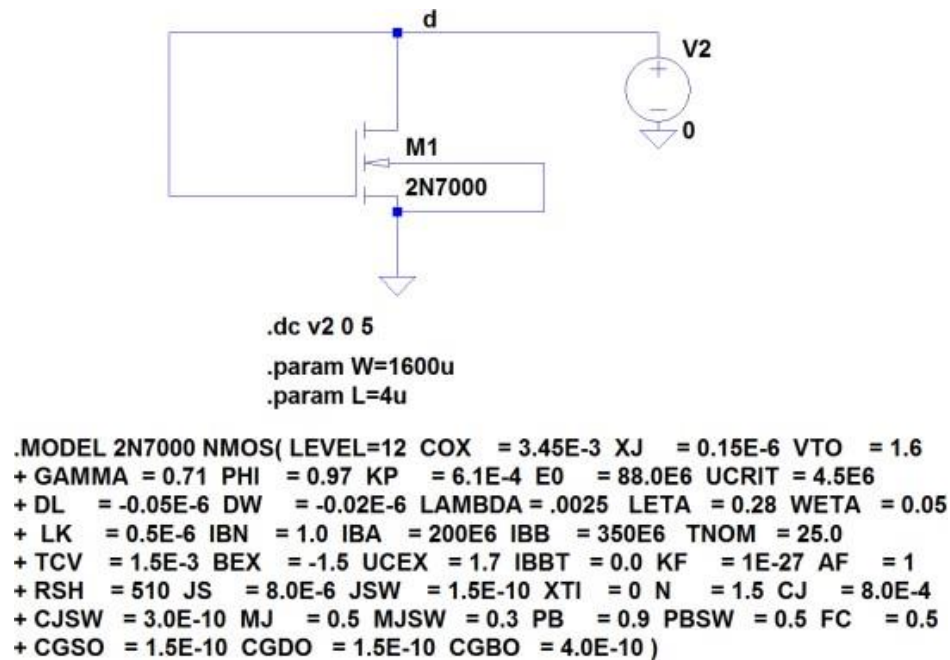 d
V2
0
M1
2N7000
.dc v2 0 5
.param W=1600u
.param L=4u
.MODEL 2N7000 NMOS( LEVEL=12 COX = 3.45E-3 XJ = 0.15E-6 VTO = 1.6
+ GAMMA = 0.71 PHI = 0.97 KP = 6.1E-4 E0 = 88.0E6 UCRIT = 4.5E6
+ DL = -0.05E-6 DW = -0.02E-6 LAMBDA = .0025 LETA = 0.28 WETA = 0.05
+ LK = 0.5E-6 IBN = 1.0 IBA = 200E6 IBB = 350E6 TNOM = 25.0
+ TCV = 1.5E-3 BEX = -1.5 UCEX = 1.7 IBBT = 0.0 KF = 1E-27 AF = 1
+ RSH = 510 JS = 8.0E-6 JSW = 1.5E-10 XTI = 0 N = 1.5 CJ = 8.0E-4
+ CJSW = 3.0E-10 MJ = 0.5 MJSW = 0.3 PB = 0.9 PBSW = 0.5 FC = 0.5
+ CGSO = 1.5E-10 CGDO = 1.5E-10 CGBO = 4.0E-10 )